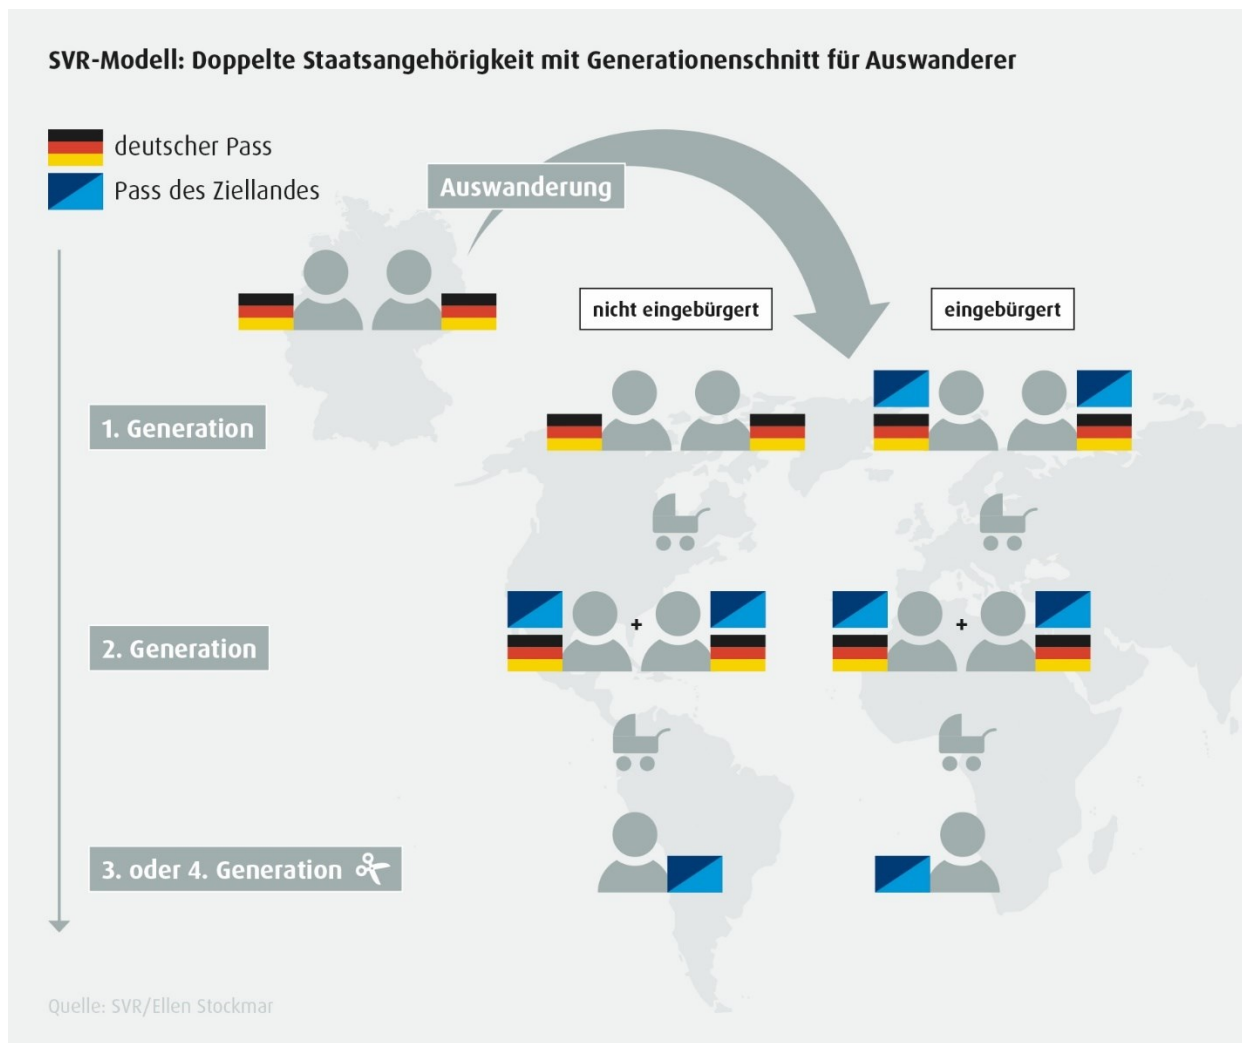 SVR-Modell: Doppelte Staatsangehörigkeit mit Generationenschnitt für Auswanderer
deutscher Pass
Pass des Ziellandes
Auswanderung
nicht eingebürgert
eingebürgert
1. Generation
2. Generation
+
+
3. oder 4. Generation
Quelle: SVR/Ellen Stockmar